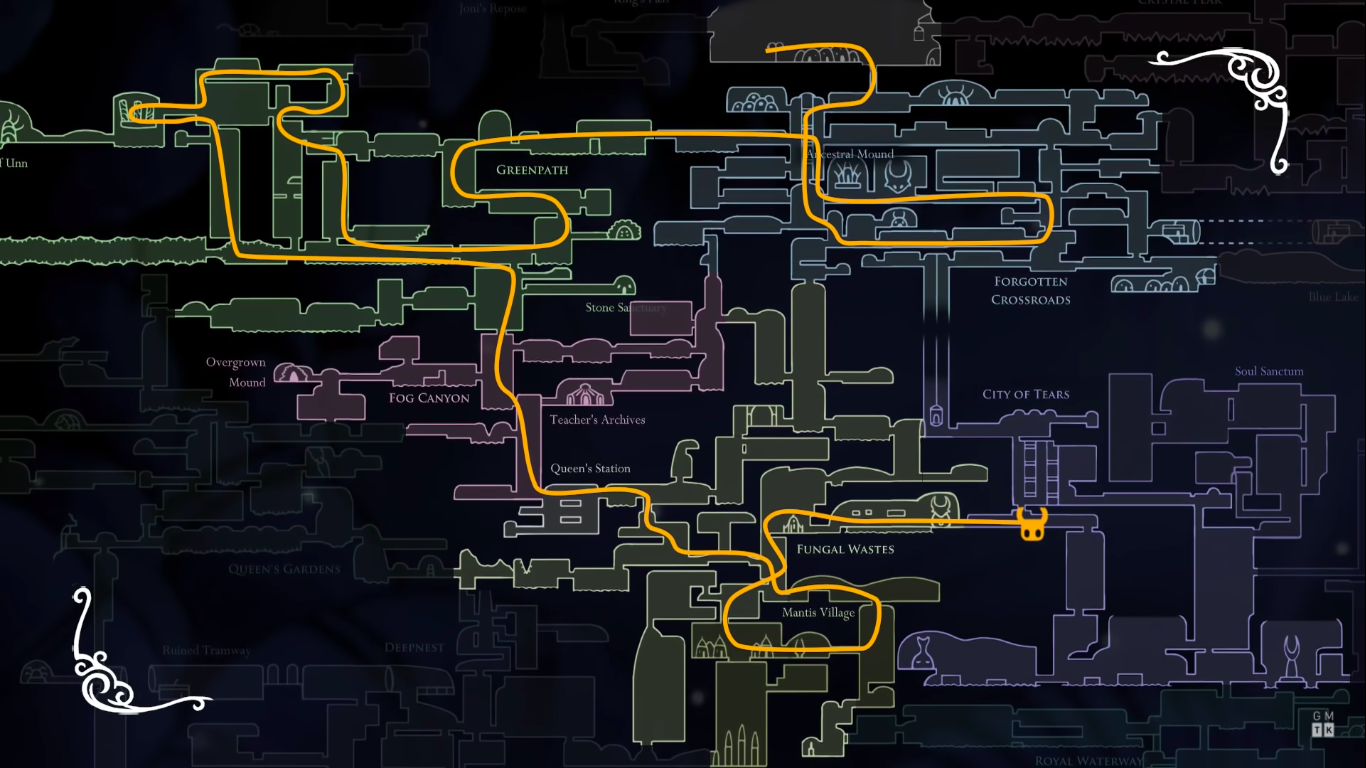 Joni's Repose
King's Pass
Crystal Peak
Ancestral Mound
f Unn
Greenpath
Forgotten
Crossroads
Blue Lake
Stone Sanctuary
Overgrown
Mound
Fog Canyon
Teacher's Archives
City of Tears
Soul Sanctum
Queen's Station
Fungal Wastes
Queen's Gardens
Mantis Village
Ruined Tramway
Deepnest
GM
TK
Royal Waterway